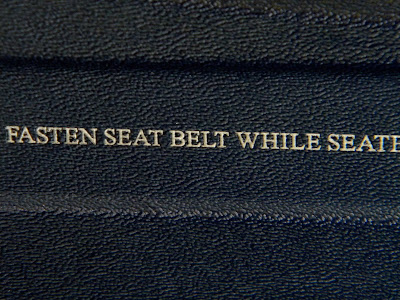 FASTEN SEAT BELT WHILE SEATE